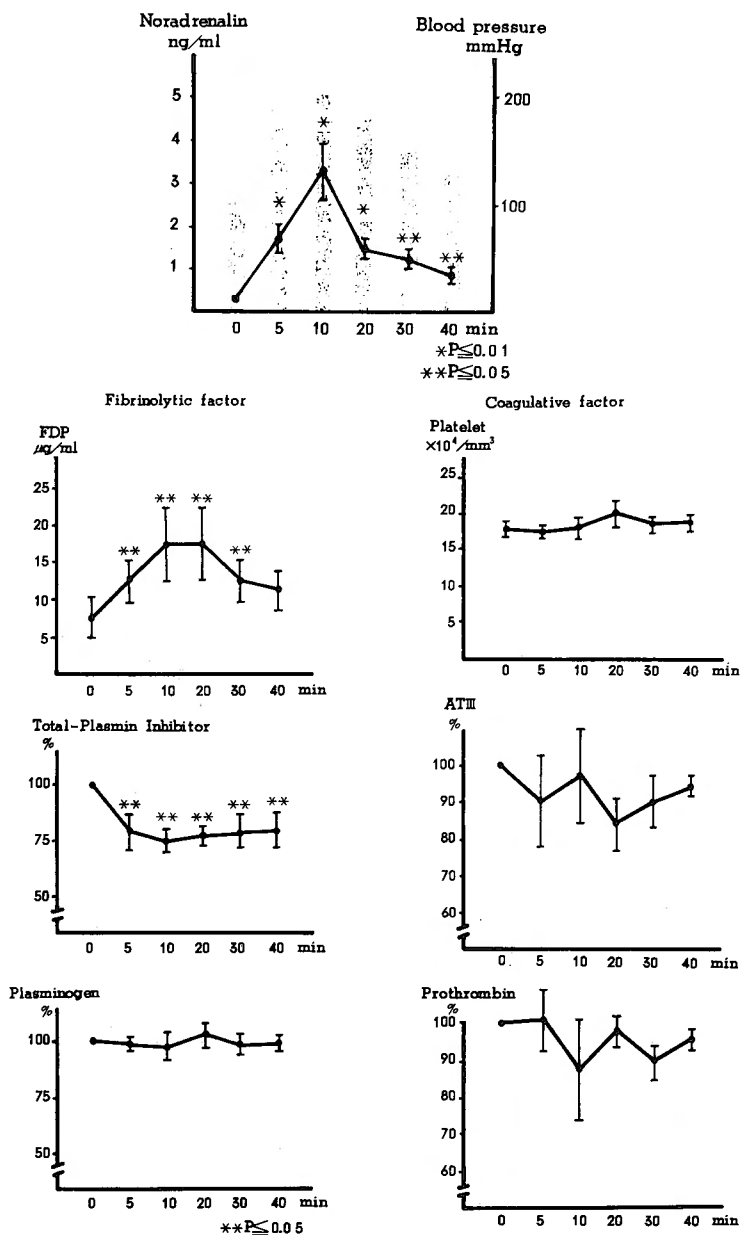 Noradrenalin
ng/ml
Blood pressure
mmHg
5
4
3
2
1
200
100
*
*
*
**
**
0 5 10 20 30 40 min
*P≦0.01
**P≦0.05
Fibrinolytic factor
Coagulative factor
FDP
μg/ml
25
20
15
10
5
**
**
**
**
0 5 10 20 30 40 min
Platelet
×10⁴/mm³
25
20
15
10
5
0
0 5 10 20 30 40 min
Total-Plasmin Inhibitor
%
100
75
50
**
**
**
**
**
0 5 10 20 30 40 min
ATⅢ
%
100
90
80
70
60
0 5 10 20 30 40 min
Plasminogen
%
100
75
50
0 5 10 20 30 40 min
**P≦0.05
Prothrombin
%
100
90
80
70
60
0 5 10 20 30 40 min